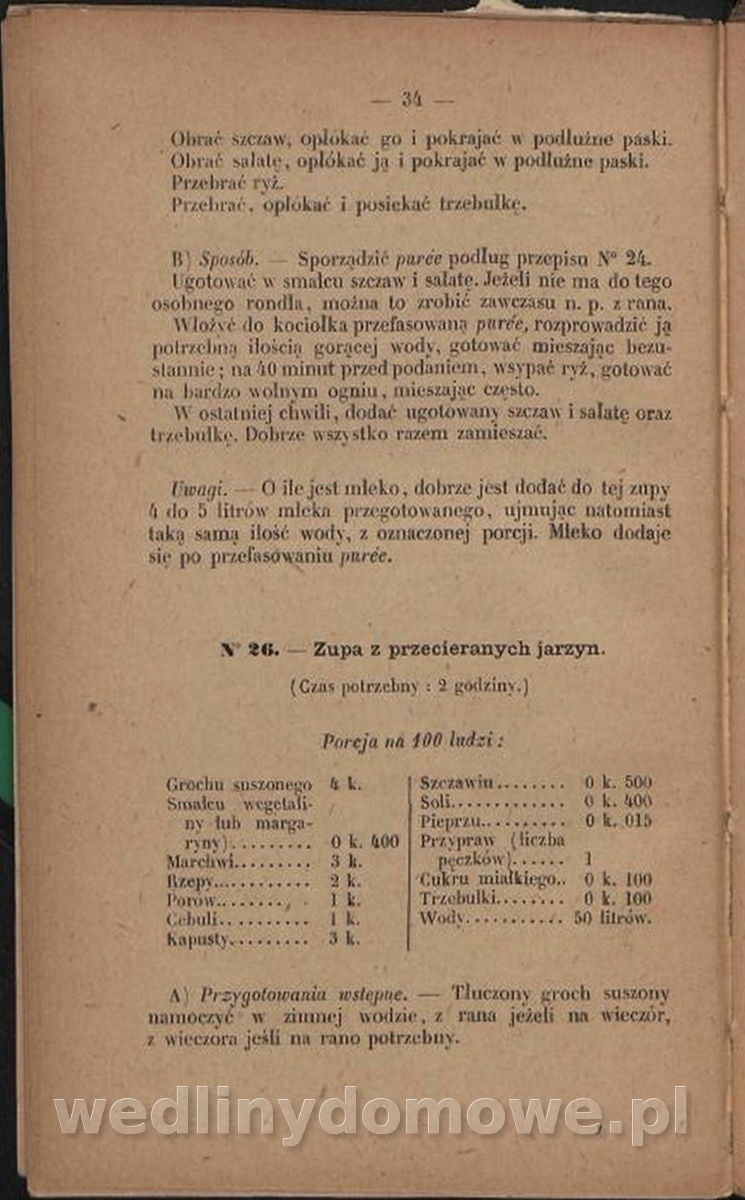 — 34 —
Obrać szczaw, opłókać go i pokrajać w podłużne paski.
Obrać sałatę, opłókać ją i pokrajać w podłużne paski.
Przebrać ryż.
Przebrać, opłókać i posiekać trzebulkę.
B) Sposób. — Sporządzić purée podług przepisu N° 24.
Ugotować w smalcu szczaw i sałatę. Jeżeli nie ma do tego
osobnego rondla, można to zrobić zawczasu n. p. z rana.
Włożyć do kociołka przefasowaną purée, rozprowadzić ją
potrzebną ilością gorącej wody, gotować mieszając bezu-
stannie; na 40 minut przed podaniem, wsypać ryż, gotować
na bardzo wolnym ogniu, mieszając często.
W ostatniej chwili, dodać ugotowany szczaw i sałatę oraz
trzebulkę. Dobrze wszystko razem zamieszać.
Uwagi. — O ile jest mleko, dobrze jest dodać do tej zupy
4 do 5 litrów mleka przegotowanego, ujmując natomiast
taką samą ilość wody, z oznaczonej porcji. Mleko dodaje
się po przefasowaniu purée.
N° 26. — Zupa z przecieranych jarzyn.
(Czas potrzebny : 2 godziny.)
Porcja na 100 ludzi :
Grochu suszonego 4 k.
Smalcu wegetali-
ny lub marga-
ryny)......... 0 k. 400
Marchwi......... 3 k.
Rzepy........... 2 k.
Porów........, . 1 k.
Cebuli.......... 1 k.
Kapusty......... 3 k.
Szczawiu........ 0 k. 500
Soli............. 0 k. 400
Pieprzu.......... 0 k. 015
Przypraw (liczba
pęczków)...... 1
Cukru miałkiego.. 0 k. 100
Trzebulki........ 0 k. 100
Wody........... 50 litrów.
A) Przygotowania wstępne. — Tłuczony groch suszony
namoczyć w zimnej wodzie, z rana jeżeli na wieczór,
z wieczora jeśli na rano potrzebny.
wedlinydomowe.pl